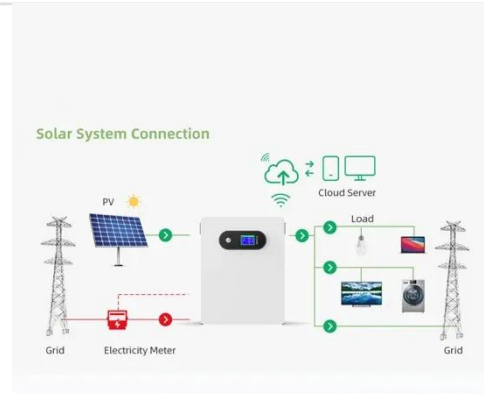 Solar System Connection
Cloud Server
PV
Load
Grid
Electricity Meter
Grid